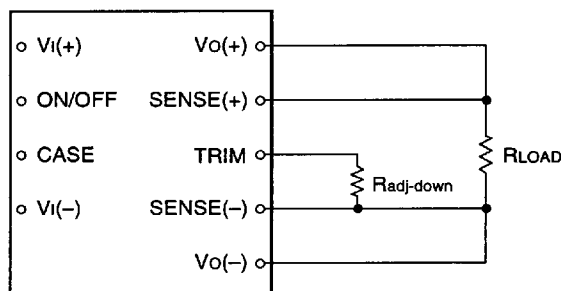 VI(+) VO(+)
ON/OFF SENSE(+)
CASE TRIM
RLOAD
Radj-down
VI(–) SENSE(–)
VO(–)